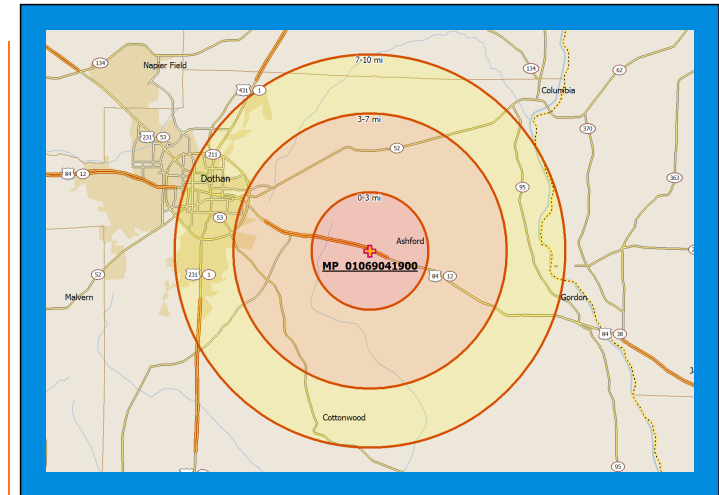 7-10 mi
134
Napier Field
134
62
Columbia
431 1
3-7 mi
370
231 53
211
52
84 12
Dothan
363
95
0-3 mi
53
Ashford
MP_01069041900
52
231 1
84 12
Malvern
Gordon
84 38
Cottonwood
95